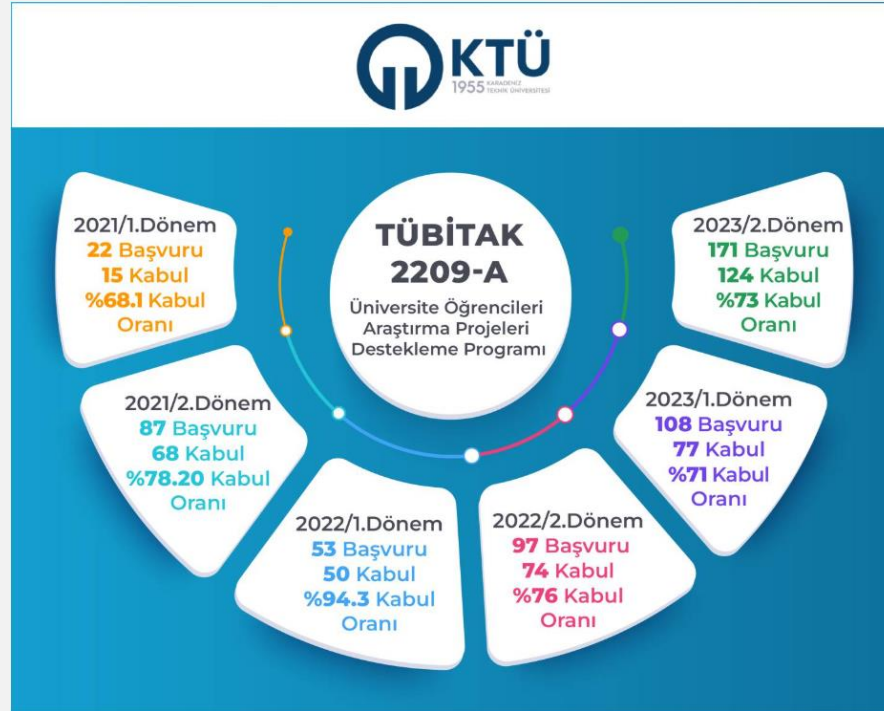 KTÜ
1955 KARADENİZ
TEKNİK ÜNİVERSİTESİ
TÜBİTAK
2209-A
Üniversite Öğrencileri
Araştırma Projeleri
Destekleme Programı
2021/1.Dönem
22 Başvuru
15 Kabul
%68.1 Kabul
Oranı
2021/2.Dönem
87 Başvuru
68 Kabul
%78.20 Kabul
Oranı
2022/1.Dönem
53 Başvuru
50 Kabul
%94.3 Kabul
Oranı
2022/2.Dönem
97 Başvuru
74 Kabul
%76 Kabul
Oranı
2023/1.Dönem
108 Başvuru
77 Kabul
%71 Kabul
Oranı
2023/2.Dönem
171 Başvuru
124 Kabul
%73 Kabul
Oranı